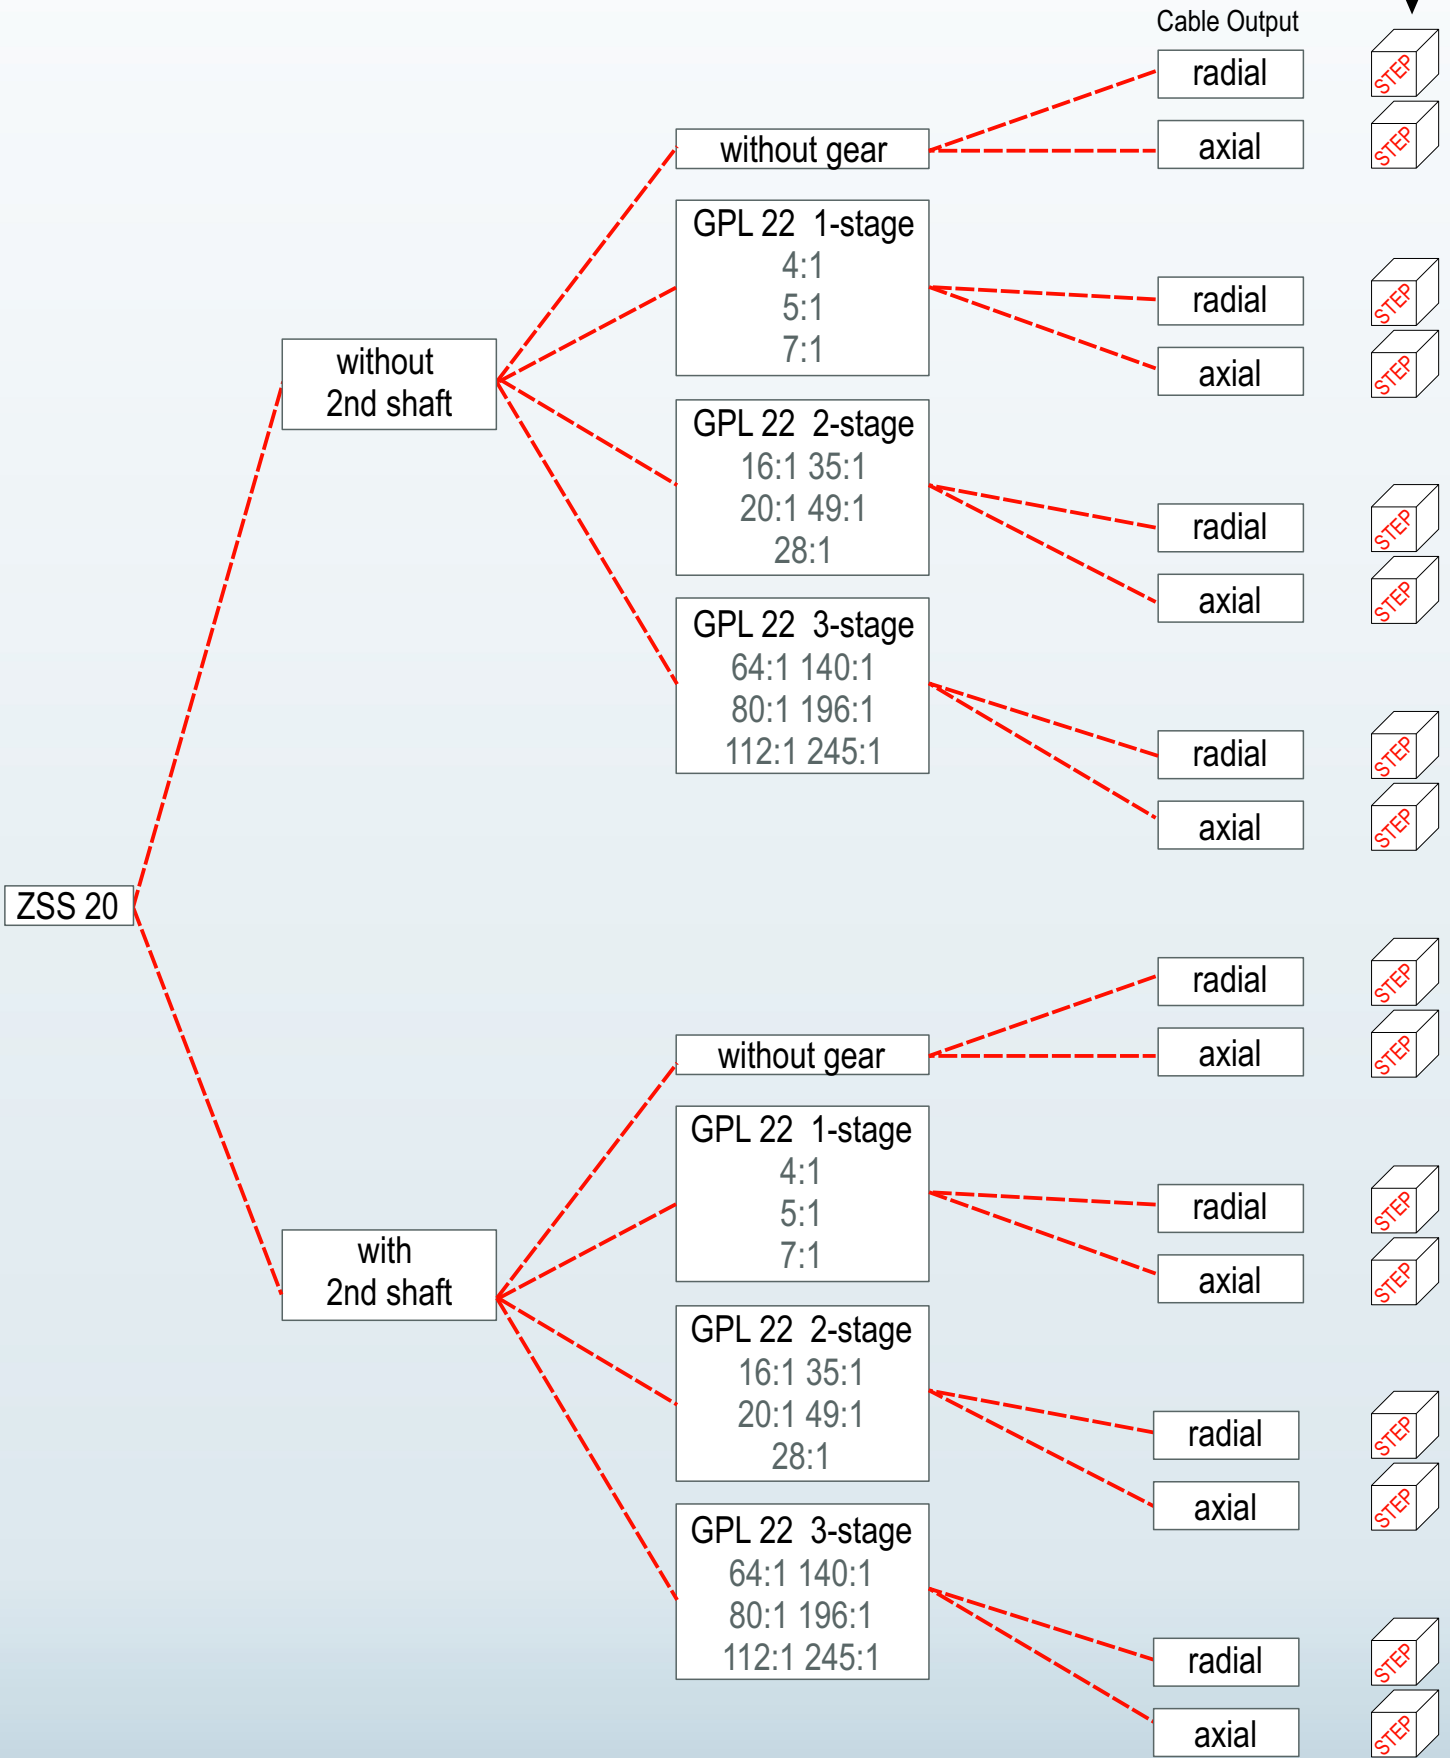 Cable Output
radial
STEP
without gear
axial
STEP
GPL 22 1-stage
4:1
5:1
7:1
radial
STEP
axial
STEP
without
2nd shaft
GPL 22 2-stage
16:1 35:1
20:1 49:1
28:1
radial
STEP
axial
STEP
GPL 22 3-stage
64:1 140:1
80:1 196:1
112:1 245:1
radial
STEP
axial
STEP
ZSS 20
without gear
radial
STEP
axial
STEP
GPL 22 1-stage
4:1
5:1
7:1
radial
STEP
axial
STEP
with
2nd shaft
GPL 22 2-stage
16:1 35:1
20:1 49:1
28:1
radial
STEP
axial
STEP
GPL 22 3-stage
64:1 140:1
80:1 196:1
112:1 245:1
radial
STEP
axial
STEP